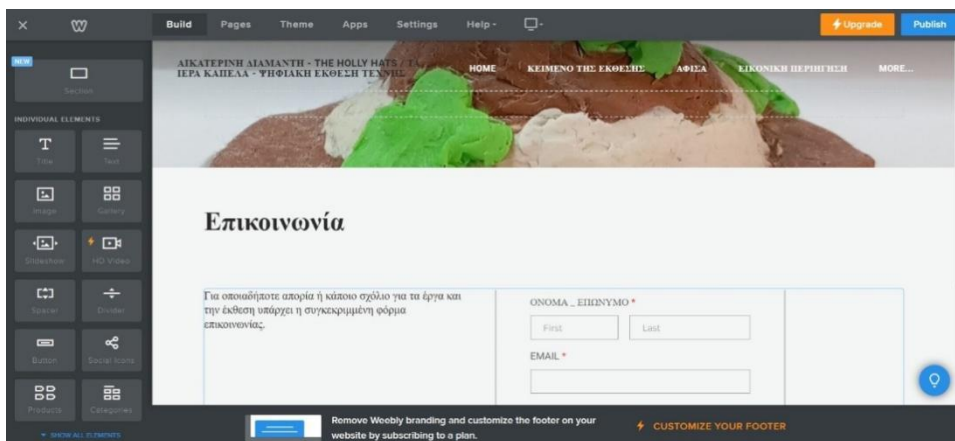 Build Pages Theme Apps Settings Help
Upgrade Publish
NEW
Section
INDIVIDUAL ELEMENTS
Title Text
Image Gallery
Slideshow HD Video
Spacer Divider
Button Social Icons
Products Categories
SHOW ALL ELEMENTS
ΑΙΚΑΤΕΡΙΝΗ ΔΙΑΜΑΝΤΗ - THE HOLLY HATS / ΤΑ
ΙΕΡΑ ΚΑΠΕΛΑ - ΨΗΦΙΑΚΗ ΕΚΘΕΣΗ ΤΕΧΝΗΣ
HOME ΚΕΙΜΕΝΟ ΤΗΣ ΕΚΘΕΣΗΣ ΑΦΙΣΑ ΕΙΚΟΝΙΚΗ ΠΕΡΙΗΓΗΣΗ MORE...
Επικοινωνία
Για οποιαδήποτε απορία ή κάποιο σχόλιο για τα έργα και
την έκθεση υπάρχει η συγκεκριμμένη φόρμα
επικοινωνίας.
ΟΝΟΜΑ _ ΕΠΩΝΥΜΟ *
First Last
EMAIL *
Remove Weebly branding and customize the footer on your
website by subscribing to a plan.
CUSTOMIZE YOUR FOOTER